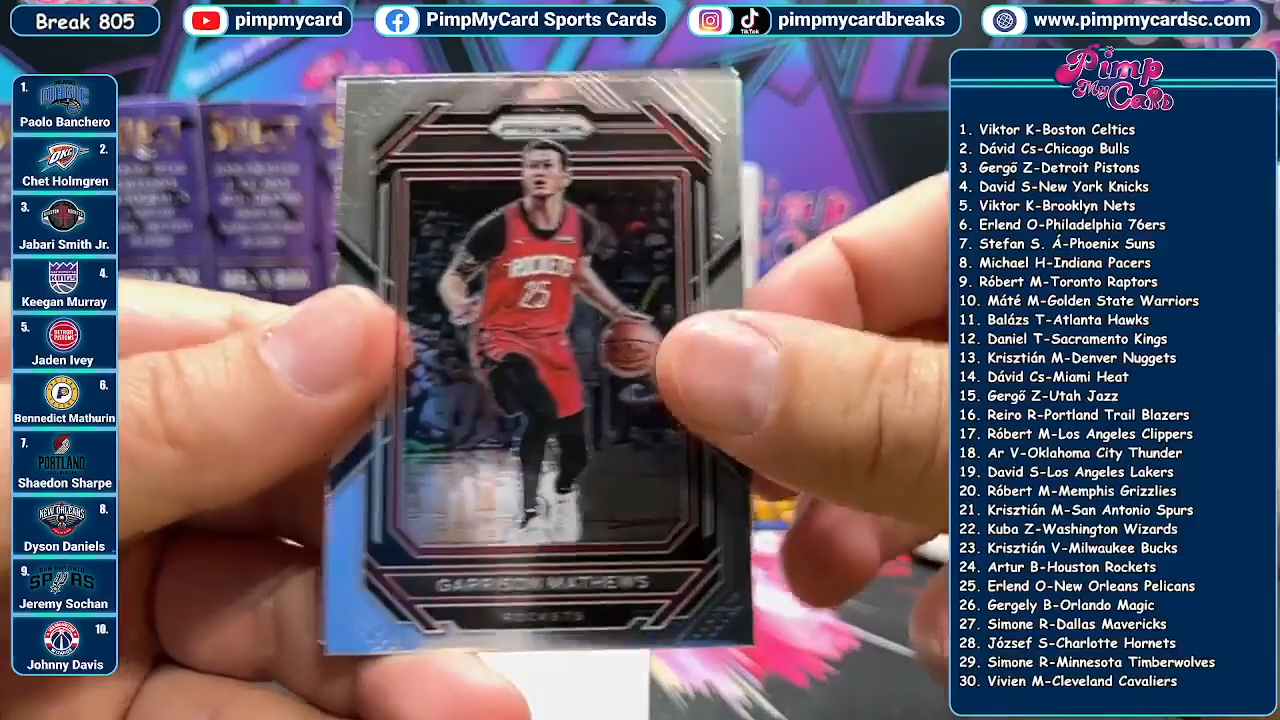 Break 805
pimpmycard
PimpMyCard Sports Cards
TikTok
pimpmycardbreaks
www.pimpmycardsc.com
1.
Paolo Banchero
2.
OKC
Chet Holmgren
3.
Jabari Smith Jr.
4.
KINGS
Keegan Murray
5.
Jaden Ivey
6.
Bennedict Mathurin
7.
PORTLAND
Shaedon Sharpe
8.
Dyson Daniels
9.
SPURS
Jeremy Sochan
10.
Johnny Davis
ROCKETS
25
GARRISON MATHEWS
ROCKETS
Pimp
My Card
1. Viktor K-Boston Celtics
2. Dávid Cs-Chicago Bulls
3. Gergő Z-Detroit Pistons
4. David S-New York Knicks
5. Viktor K-Brooklyn Nets
6. Erlend O-Philadelphia 76ers
7. Stefan S. Á-Phoenix Suns
8. Michael H-Indiana Pacers
9. Róbert M-Toronto Raptors
10. Máté M-Golden State Warriors
11. Balázs T-Atlanta Hawks
12. Daniel T-Sacramento Kings
13. Krisztián M-Denver Nuggets
14. Dávid Cs-Miami Heat
15. Gergő Z-Utah Jazz
16. Reiro R-Portland Trail Blazers
17. Róbert M-Los Angeles Clippers
18. Ar V-Oklahoma City Thunder
19. David S-Los Angeles Lakers
20. Róbert M-Memphis Grizzlies
21. Krisztián M-San Antonio Spurs
22. Kuba Z-Washington Wizards
23. Krisztián V-Milwaukee Bucks
24. Artur B-Houston Rockets
25. Erlend O-New Orleans Pelicans
26. Gergely B-Orlando Magic
27. Simone R-Dallas Mavericks
28. József S-Charlotte Hornets
29. Simone R-Minnesota Timberwolves
30. Vivien M-Cleveland Cavaliers